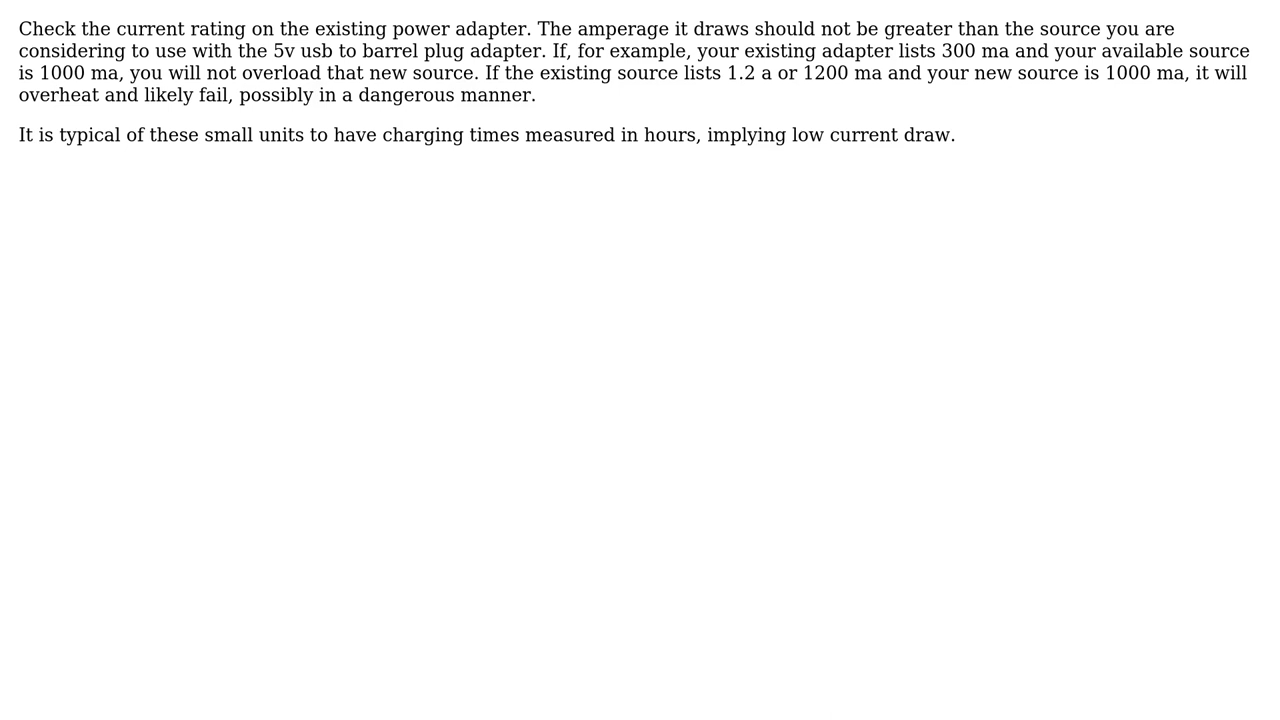 Check the current rating on the existing power adapter. The amperage it draws should not be greater than the source you are
considering to use with the 5v usb to barrel plug adapter. If, for example, your existing adapter lists 300 ma and your available source
is 1000 ma, you will not overload that new source. If the existing source lists 1.2 a or 1200 ma and your new source is 1000 ma, it will
overheat and likely fail, possibly in a dangerous manner.
It is typical of these small units to have charging times measured in hours, implying low current draw.